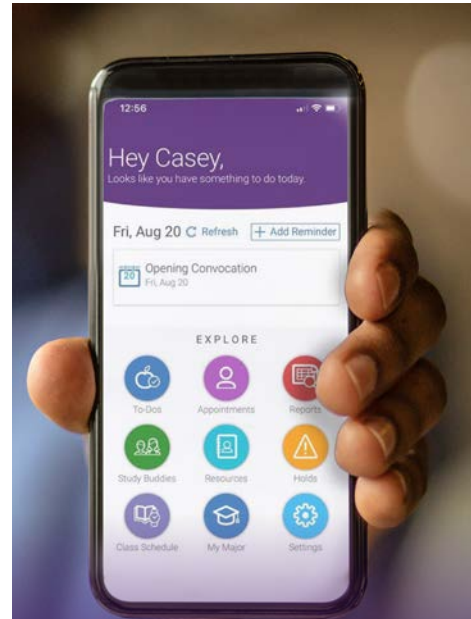 12:56
Hey Casey,
Looks like you have something to do today.
Fri, Aug 20 Refresh + Add Reminder
20
Opening Convocation
Fri, Aug 20
EXPLORE
To-Dos Appointments Reports
Study Buddies Resources Holds
Class Schedule My Major Settings